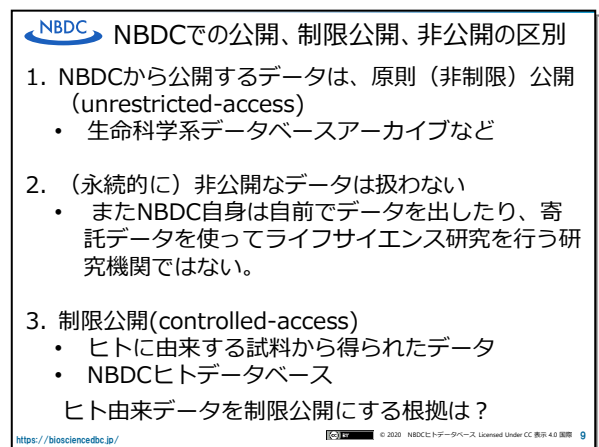 NBDC NBDCでの公開、制限公開、非公開の区別
1. NBDCから公開するデータは、原則（非制限）公開
（unrestricted-access)
• 生命科学系データベースアーカイブなど
2. （永続的に）非公開なデータは扱わない
• またNBDC自身は自前でデータを出したり、寄
託データを使ってライフサイエンス研究を行う研
究機関ではない。
3. 制限公開(controlled-access)
• ヒトに由来する試料から得られたデータ
• NBDCヒトデータベース
ヒト由来データを制限公開にする根拠は？
https://biosciencedbc.jp/ CC BY © 2020 NBDCヒトデータベース Licensed Under CC 表示 4.0 国際 9